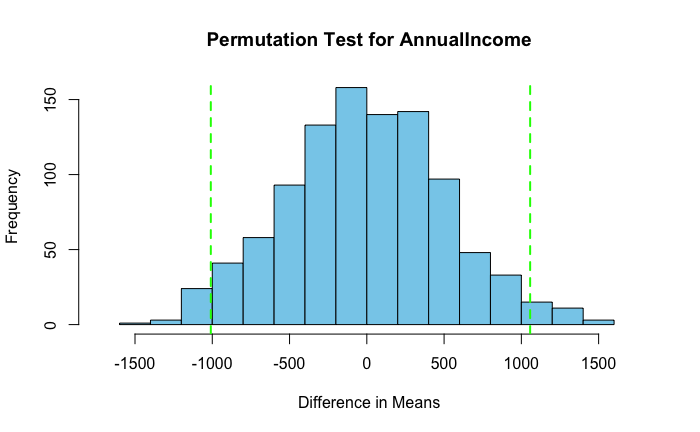 Permutation Test for AnnualIncome
Frequency
150
100
50
0
-1500 -1000 -500 0 500 1000 1500
Difference in Means